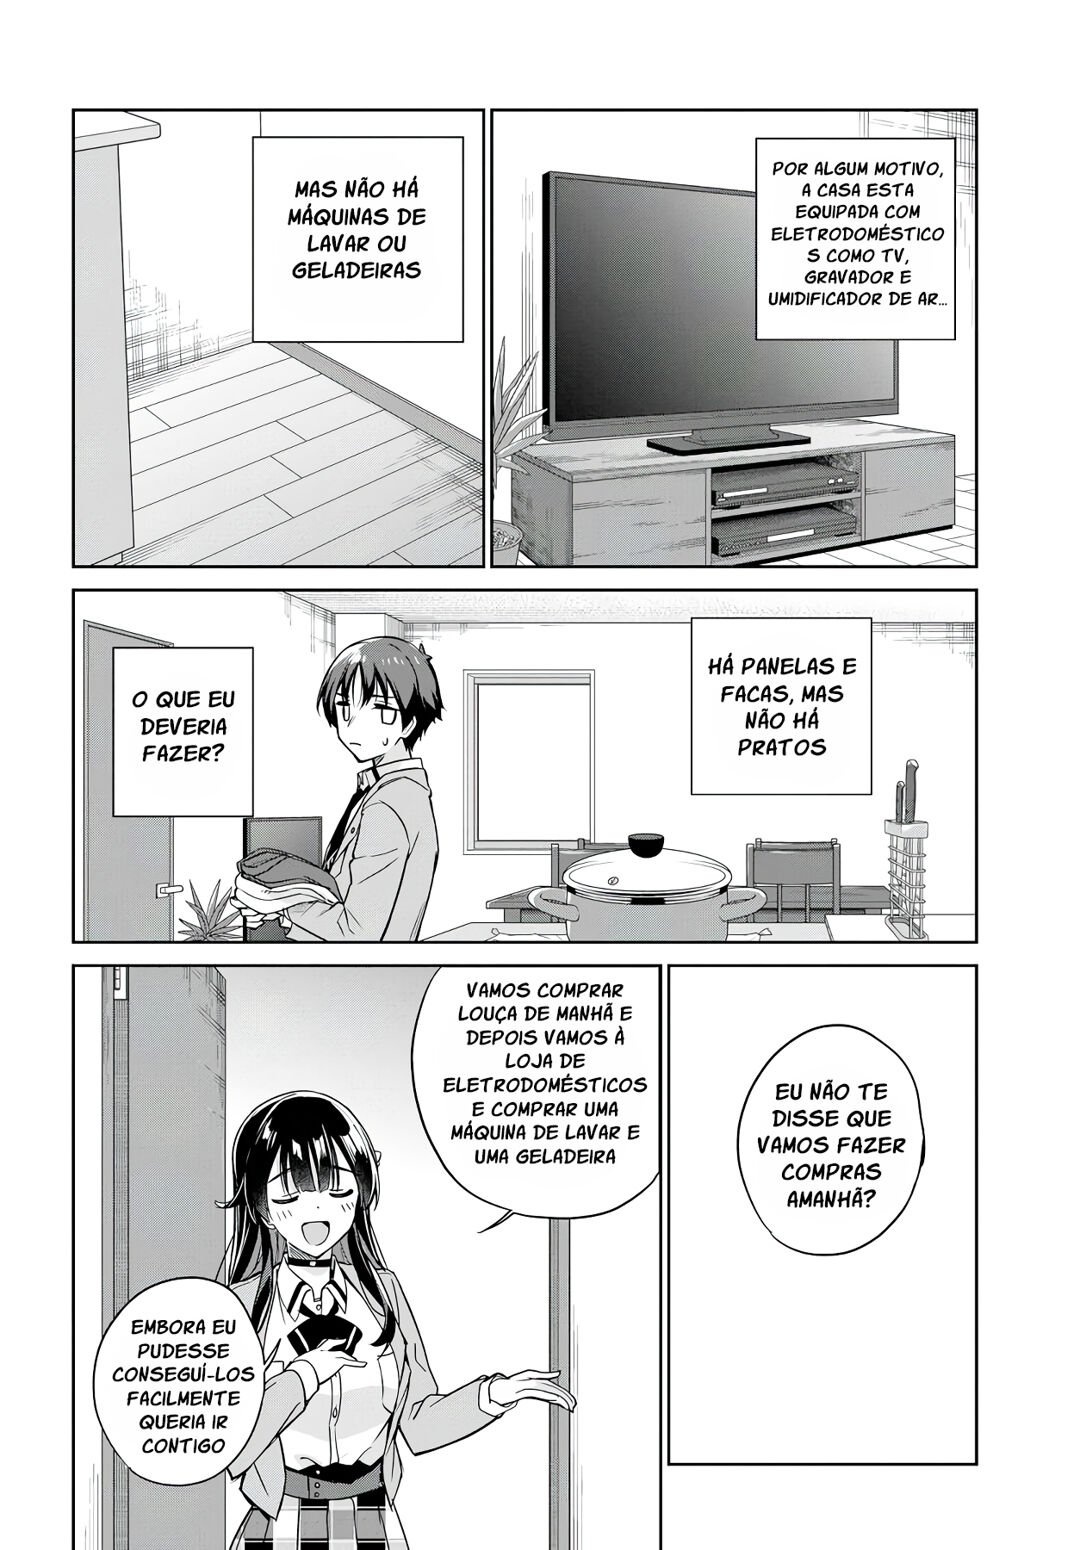 POR ALGUM MOTIVO,
A CASA ESTA
EQUIPADA COM
ELETRODOMÉSTICO
S COMO TV,
GRAVADOR E
UMIDIFICADOR DE AR...
MAS NÃO HÁ
MÁQUINAS DE
LAVAR OU
GELADEIRAS
HÁ PANELAS E
FACAS, MAS
NÃO HÁ
PRATOS
O QUE EU
DEVERIA
FAZER?
EU NÃO TE
DISSE QUE
VAMOS FAZER
COMPRAS
AMANHÃ?
VAMOS COMPRAR
LOUÇA DE MANHÃ E
DEPOIS VAMOS À
LOJA DE
ELETRODOMÉSTICOS
E COMPRAR UMA
MÁQUINA DE LAVAR E
UMA GELADEIRA
EMBORA EU
PUDESSE
CONSEGUÍ-LOS
FACILMENTE
QUERIA IR
CONTIGO